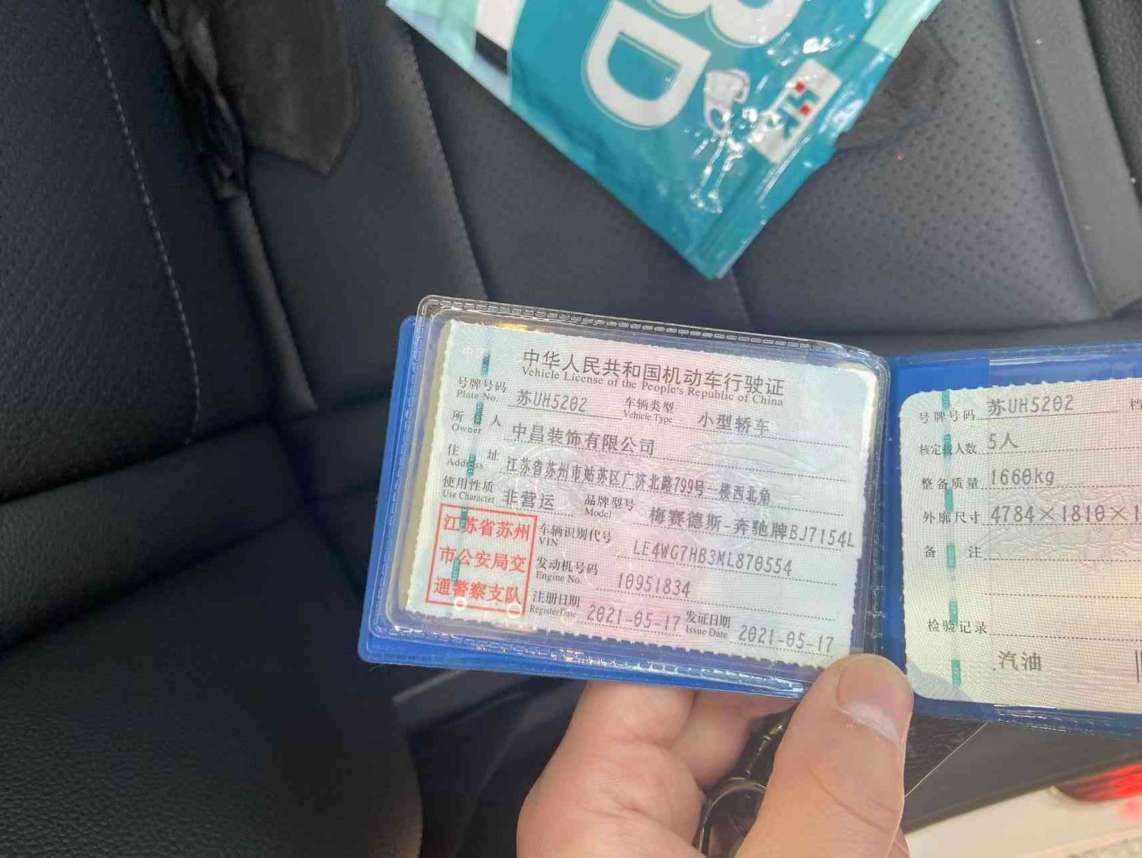 BD
HK
中华人民共和国机动车行驶证
Vehicle License of the People's Republic of China
号牌号码 苏UH5202 车辆类型 小型轿车
Plate No. Vehicle Type
所有人 中昌装饰有限公司
Owner
住址 江苏省苏州市姑苏区广济北路799号一楼西北角
Address
使用性质 非营运 品牌型号 梅赛德斯-奔驰牌BJ7154L
Use Character Model
江苏省苏州
市公安局交
通警察支队
车辆识别代号 LE4WG7HB3ML870554
VIN
发动机号码 10951834
Engine No.
注册日期 2021-05-17 发证日期 2021-05-17
Register Date Issue Date
号牌号码 苏UH5202
核定载人数 5人
整备质量 1660kg
外廓尺寸 4784×1810×1
备注
检验记录
汽油